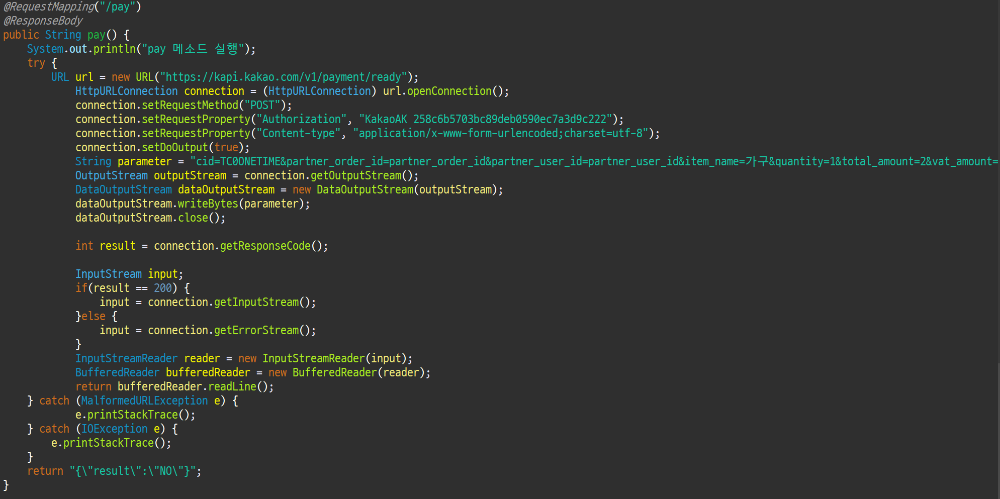 @RequestMapping("/pay")
@ResponseBody
public String pay() {
    System.out.println("pay 메소드 실행");
    try {
        URL url = new URL("https://kapi.kakao.com/v1/payment/ready");
            HttpURLConnection connection = (HttpURLConnection) url.openConnection();
            connection.setRequestMethod("POST");
            connection.setRequestProperty("Authorization", "KakaoAK 258c6b5703bc89deb0590ec7a3d9c222");
            connection.setRequestProperty("Content-type", "application/x-www-form-urlencoded;charset=utf-8");
            connection.setDoOutput(true);
            String parameter = "cid=TC0ONETIME&partner_order_id=partner_order_id&partner_user_id=partner_user_id&item_name=가구&quantity=1&total_amount=2&vat_amount=
            OutputStream outputStream = connection.getOutputStream();
            DataOutputStream dataOutputStream = new DataOutputStream(outputStream);
            dataOutputStream.writeBytes(parameter);
            dataOutputStream.close();

            int result = connection.getResponseCode();

            InputStream input;
            if(result == 200) {
                input = connection.getInputStream();
            }else {
                input = connection.getErrorStream();
            }
            InputStreamReader reader = new InputStreamReader(input);
            BufferedReader bufferedReader = new BufferedReader(reader);
            return bufferedReader.readLine();
    } catch (MalformedURLException e) {
            e.printStackTrace();
    } catch (IOException e) {
        e.printStackTrace();
    }
    return "{\"result\":\"NO\"}";
}